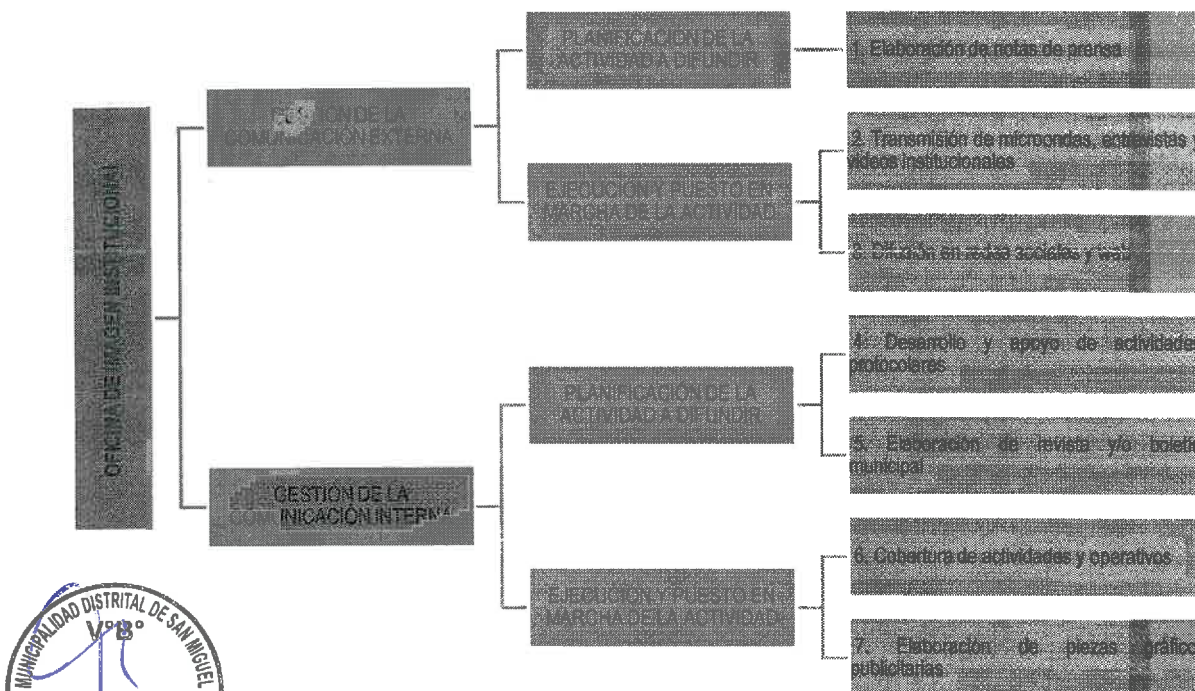 OFICINA DE IMAGEN INSTITUCIONAL
GESTIÓN DE LA
COMUNICACIÓN EXTERNA
PLANIFICACIÓN DE LA
ACTIVIDAD A DIFUNDIR
1. Elaboración de notas de prensa
EJECUCIÓN Y PUESTO EN
MARCHA DE LA ACTIVIDAD
2. Transmisión de microondas, entrevistas y
videos institucionales
3. Difusión en redes sociales y web
GESTIÓN DE LA
COMUNICACIÓN INTERNA
PLANIFICACIÓN DE LA
ACTIVIDAD A DIFUNDIR
4. Desarrollo y apoyo de actividades
protocolares
5. Elaboración de revista y/o boletín
municipal
EJECUCIÓN Y PUESTO EN
MARCHA DE LA ACTIVIDAD
6. Cobertura de actividades y operativos
7. Elaboración de piezas gráfico
publicitarias
MUNICIPALIDAD DISTRITAL DE SAN MIGUEL
V°B°